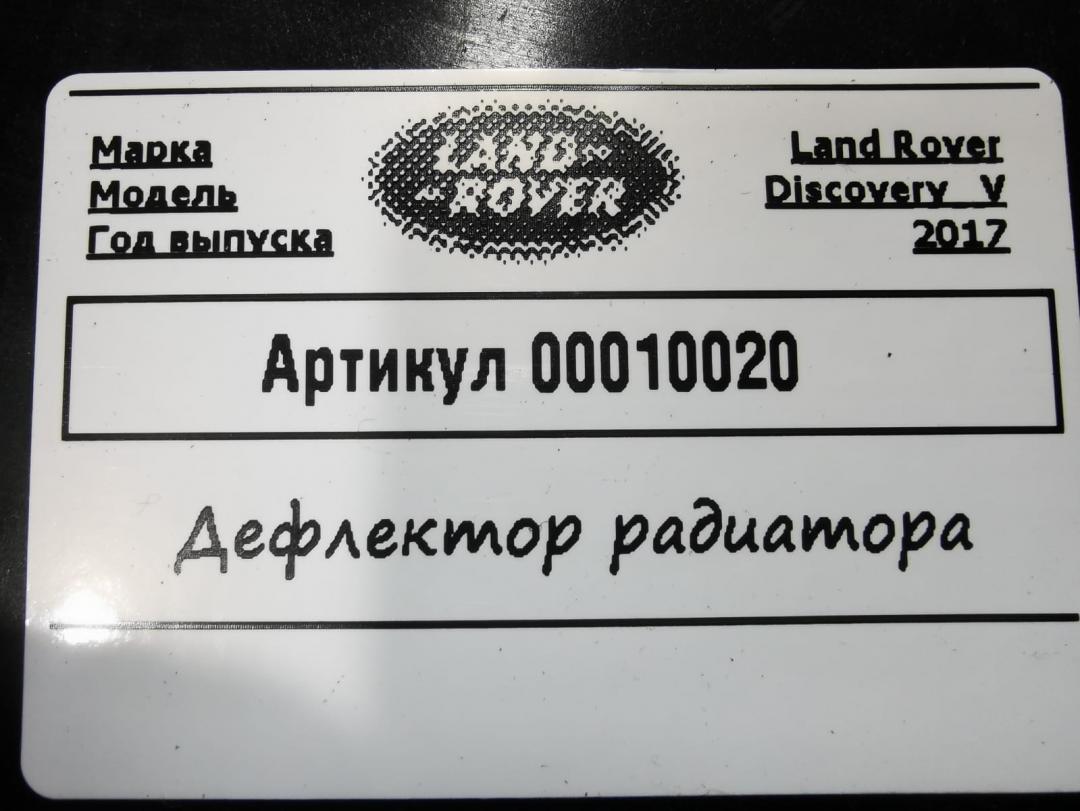 Марка
Модель
Год выпуска
LAND-
-ROVER
Land Rover
Discovery V
2017
Артикул 00010020
Дефлектор радиатора